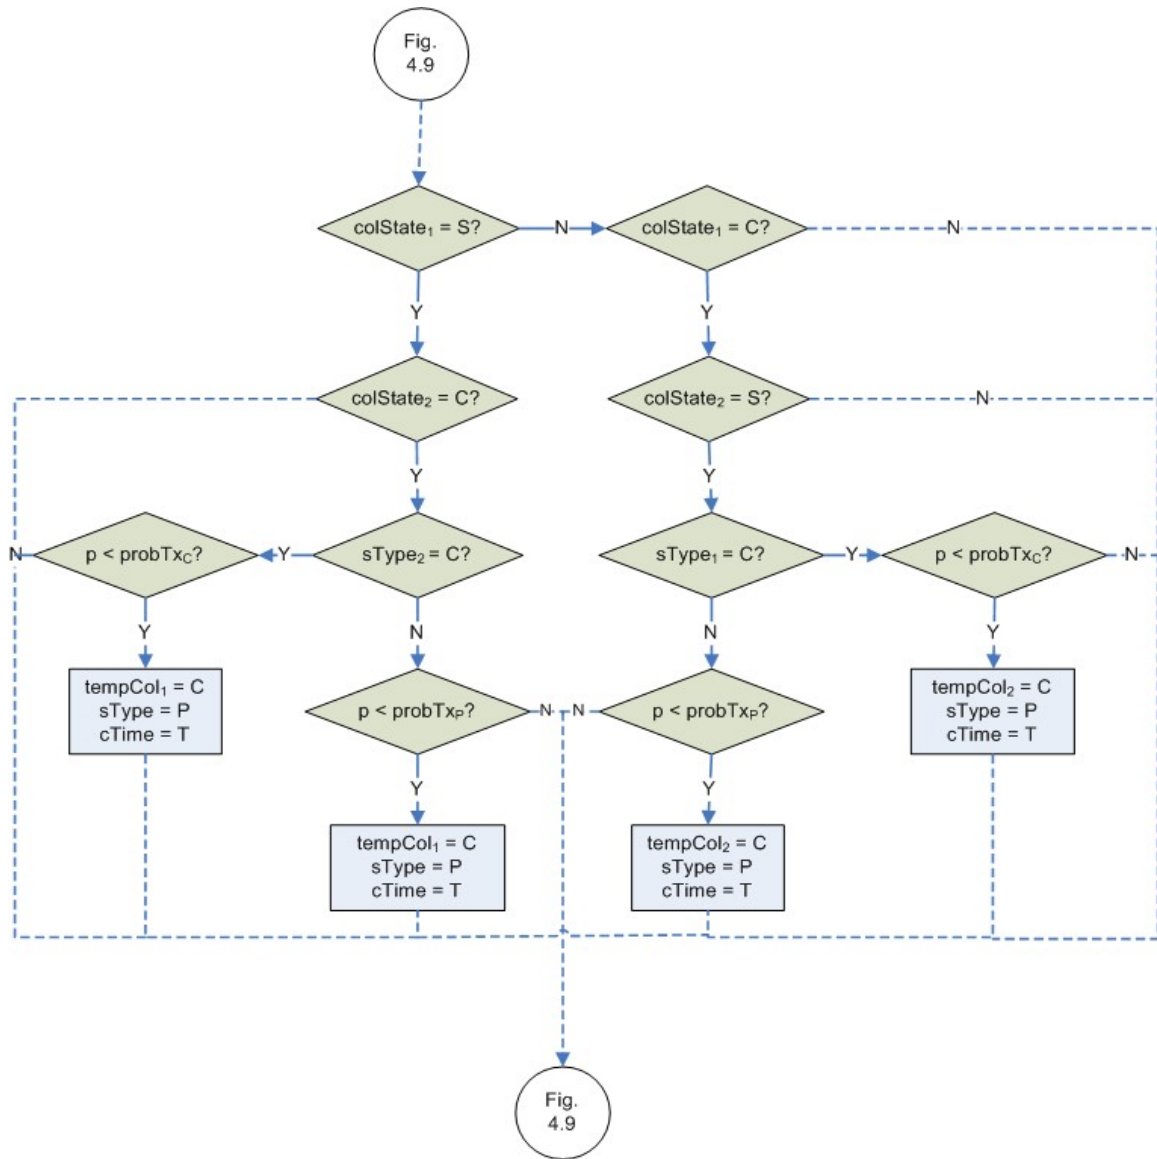 Fig.
4.9
colState₁ = S?
N
colState₁ = C?
N
Y
Y
colState₂ = C?
colState₂ = S?
N
Y
Y
N
p < probTx_C?
Y
sType₂ = C?
sType₁ = C?
Y
p < probTx_C?
N
Y
N
N
Y
tempCol₁ = C
sType = P
cTime = T
p < probTx_P?
N
N
p < probTx_P?
tempCol₂ = C
sType = P
cTime = T
Y
Y
tempCol₁ = C
sType = P
cTime = T
tempCol₂ = C
sType = P
cTime = T
Fig.
4.9